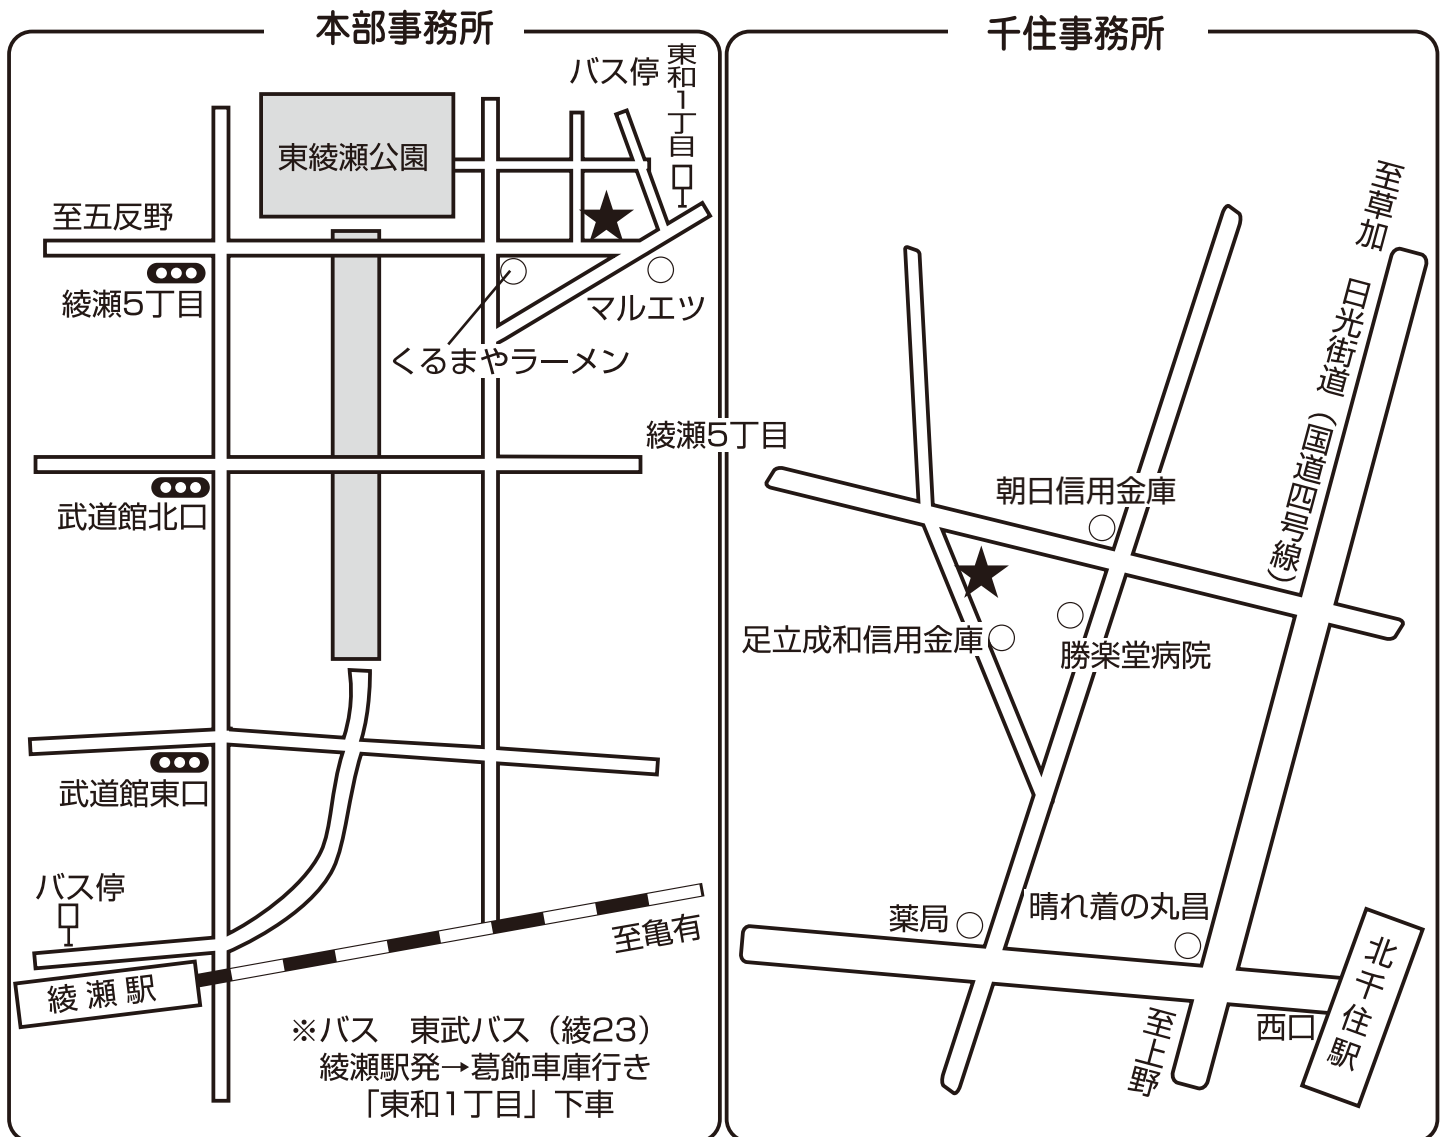 本部事務所
バス停
東和1丁目
東綾瀬公園
至五反野
綾瀬5丁目
マルエツ
くるまやラーメン
綾瀬5丁目
武道館北口
武道館東口
バス停
至亀有
綾瀬駅
※バス　東武バス（綾23）
綾瀬駅発→葛飾車庫行き
「東和1丁目」下車
千住事務所
至草加
日光街道（国道四号線）
朝日信用金庫
足立成和信用金庫
勝楽堂病院
薬局
晴れ着の丸昌
北千住駅
西口
至上野